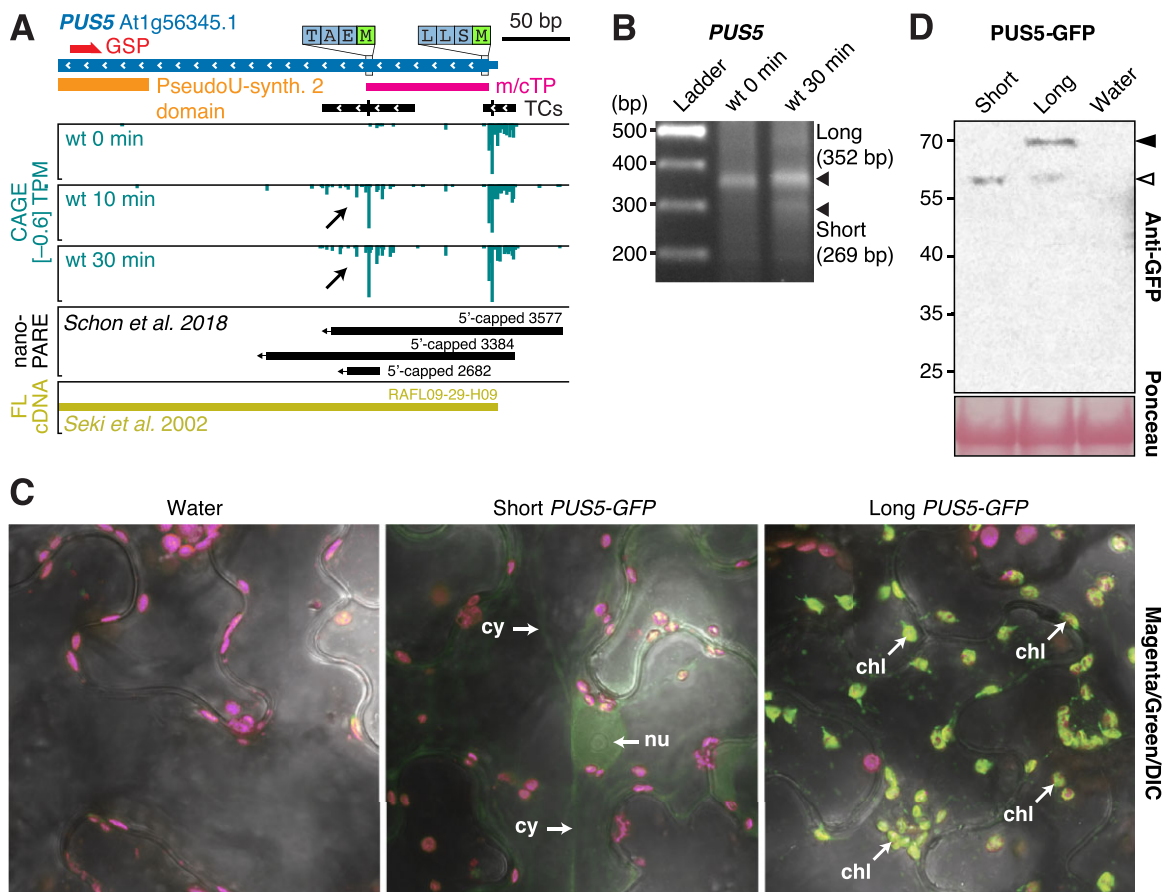 A
PUS5 At1g56345.1
TAEM
LLSM
50 bp
GSP
PseudoU-synth. 2
domain
m/cTP
TCs
CAGE
[–0.6] TPM
wt 0 min
wt 10 min
wt 30 min
nano-
PARE
Schon et al. 2018
5'-capped 3577
5'-capped 3384
5'-capped 2682
FL
cDNA
RAFL09-29-H09
Seki et al. 2002
B
PUS5
Ladder
wt 0 min
wt 30 min
(bp)
500
400
300
200
Long
(352 bp)
Short
(269 bp)
D
PUS5-GFP
Short
Long
Water
70
55
40
35
25
Anti-GFP
Ponceau
C
Water
Short PUS5-GFP
Long PUS5-GFP
cy
nu
cy
chl
chl
chl
chl
Magenta/Green/DIC